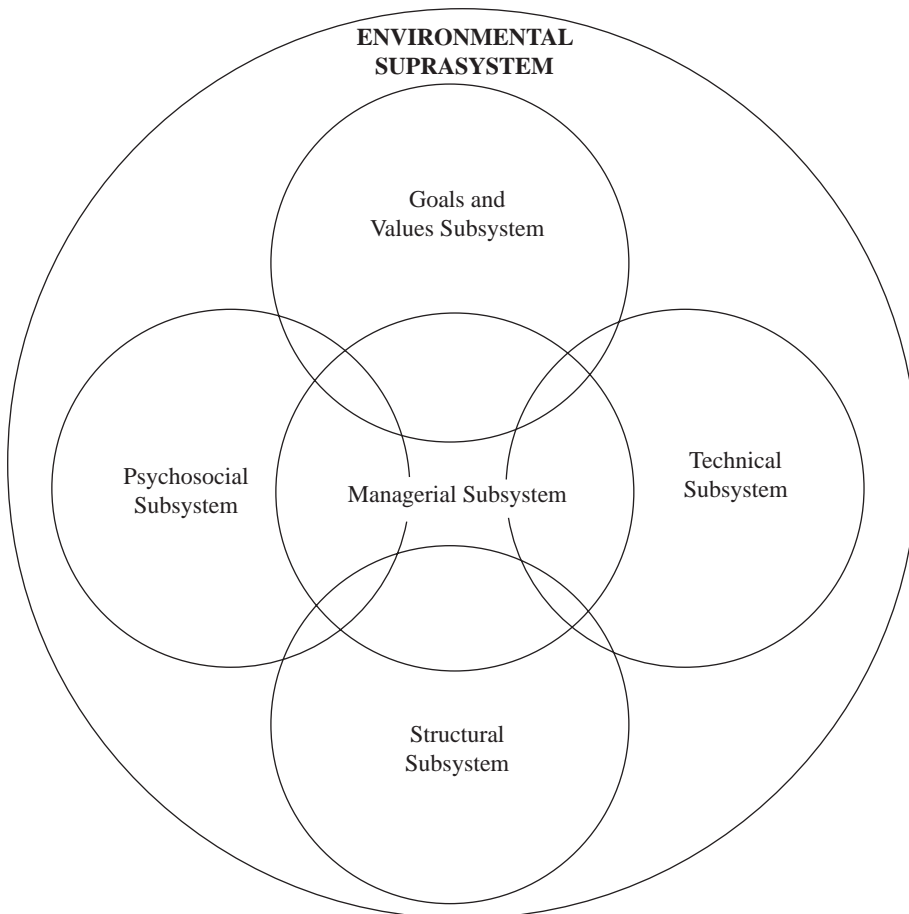 ENVIRONMENTAL
SUPRASYSTEM
Goals and
Values Subsystem
Psychosocial
Subsystem
Managerial Subsystem
Technical
Subsystem
Structural
Subsystem